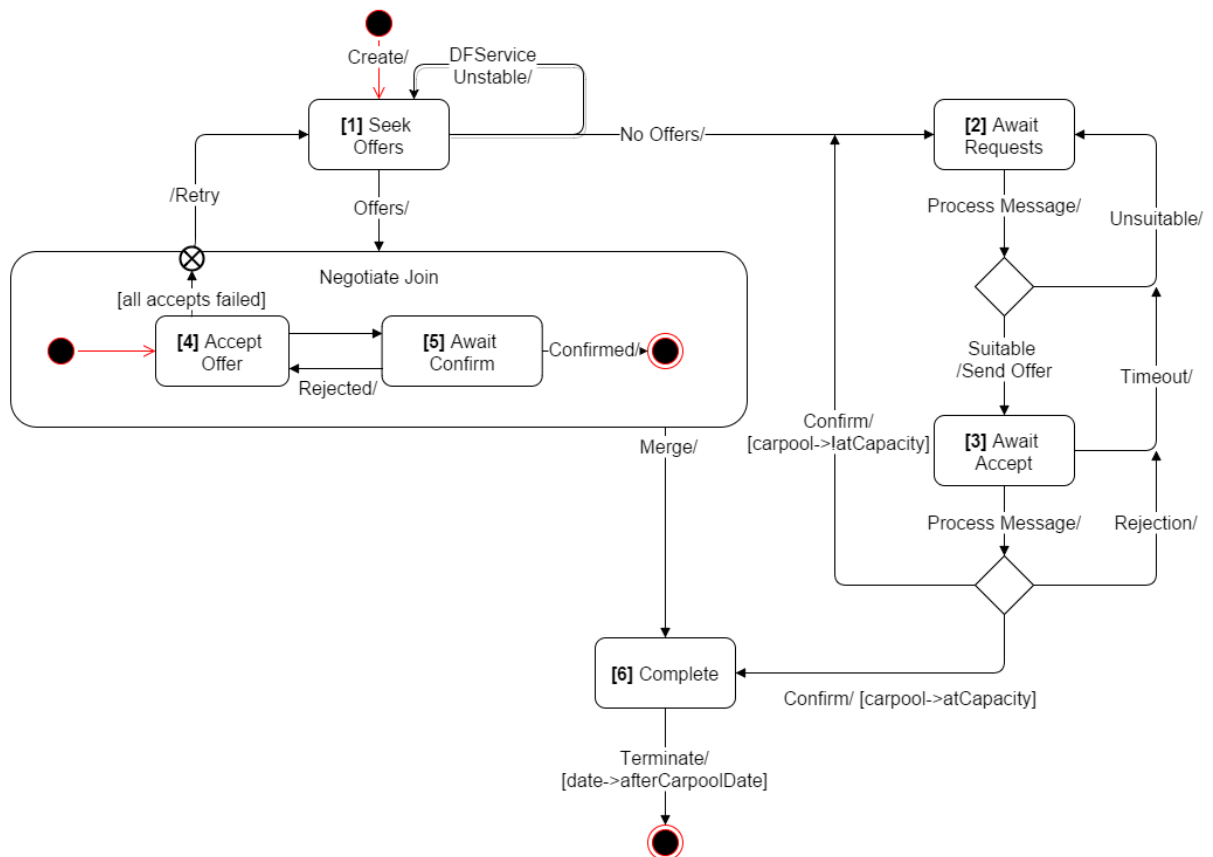 Create/
DFService
Unstable/
[1] Seek
Offers
No Offers/
[2] Await
Requests
/Retry
Offers/
Process Message/
Unsuitable/
Negotiate Join
[all accepts failed]
[4] Accept
Offer
[5] Await
Confirm
Confirmed/
Rejected/
Suitable
/Send Offer
Timeout/
Confirm/
[carpool->!atCapacity]
[3] Await
Accept
Merge/
Process Message/
Rejection/
[6] Complete
Confirm/ [carpool->atCapacity]
Terminate/
[date->afterCarpoolDate]